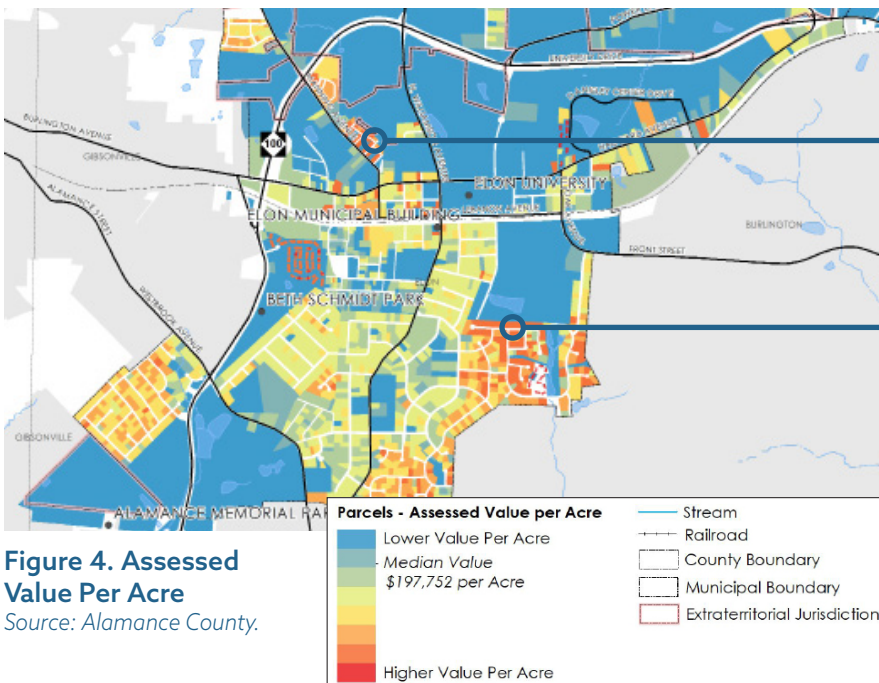 BURLINGTON AVENUE
GIBSONVILLE
100
ALAMANCE STREET
ELON UNIVERSITY
ELON MUNICIPAL BUILDING
BURLINGTON
FRONT STREET
BETH SCHMIDT PARK
WESTBROOK AVENUE
GIBSONVILLE
ALAMANCE MEMORIAL PAR
Parcels - Assessed Value per Acre
Lower Value Per Acre
Median Value
$197,752 per Acre
Higher Value Per Acre
Stream
Railroad
County Boundary
Municipal Boundary
Extraterritorial Jurisdiction
Figure 4. Assessed
Value Per Acre
Source: Alamance County.